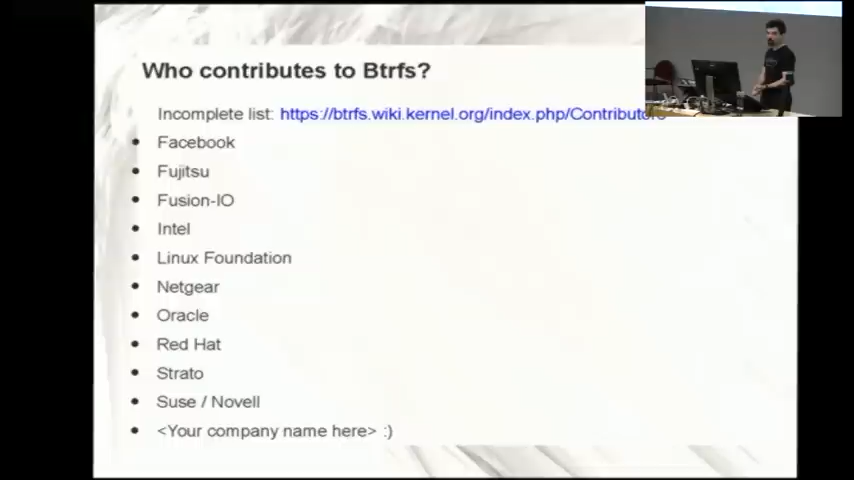 Who contributes to Btrfs?
Incomplete list: https://btrfs.wiki.kernel.org/index.php/Contributors
• Facebook
• Fujitsu
• Fusion-IO
• Intel
• Linux Foundation
• Netgear
• Oracle
• Red Hat
• Strato
• Suse / Novell
• <Your company name here> :)